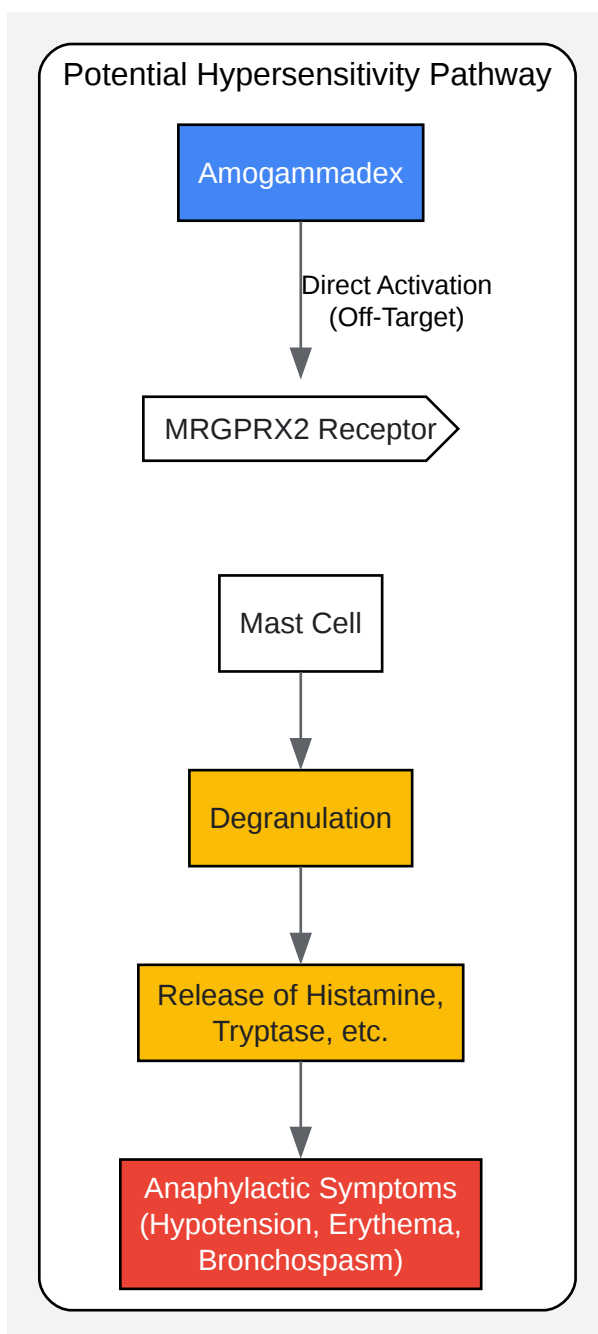 Potential Hypersensitivity Pathway
Amogammadex
Direct Activation
(Off-Target)
MRGPRX2 Receptor
Mast Cell
Degranulation
Release of Histamine,
Tryptase, etc.
Anaphylactic Symptoms
(Hypotension, Erythema,
Bronchospasm)